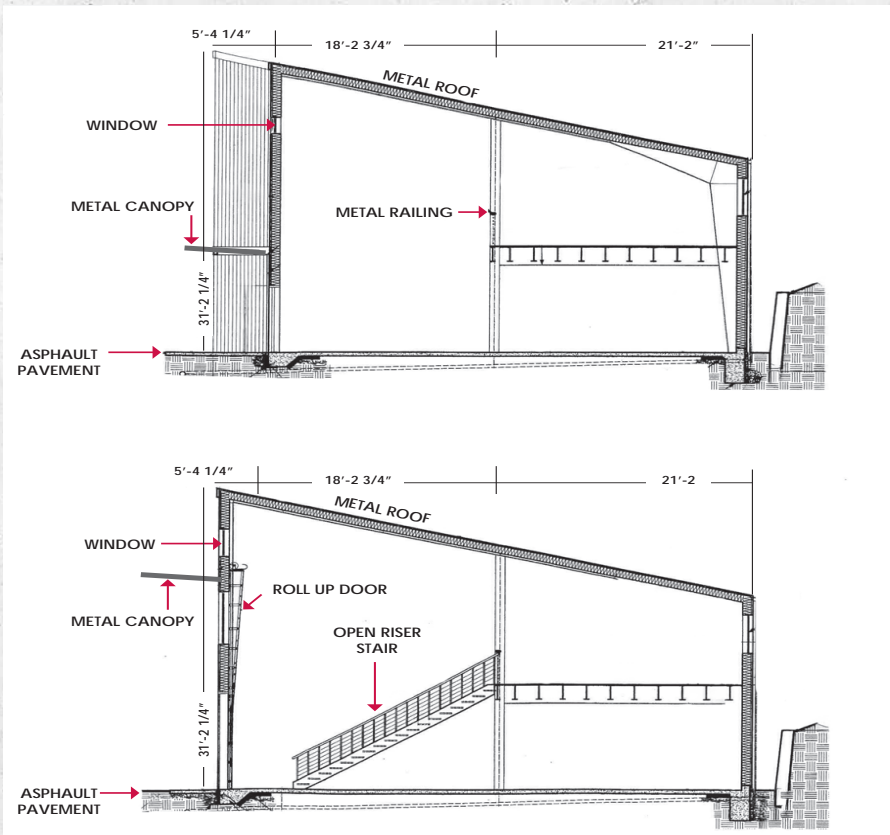 5'-4 1/4"
18'-2 3/4"
21'-2"
METAL ROOF
WINDOW
METAL CANOPY
METAL RAILING
31'-2 1/4"
ASPHAULT
PAVEMENT
5'-4 1/4"
18'-2 3/4"
21'-2
METAL ROOF
WINDOW
ROLL UP DOOR
METAL CANOPY
OPEN RISER
STAIR
31'-2 1/4"
ASPHAULT
PAVEMENT